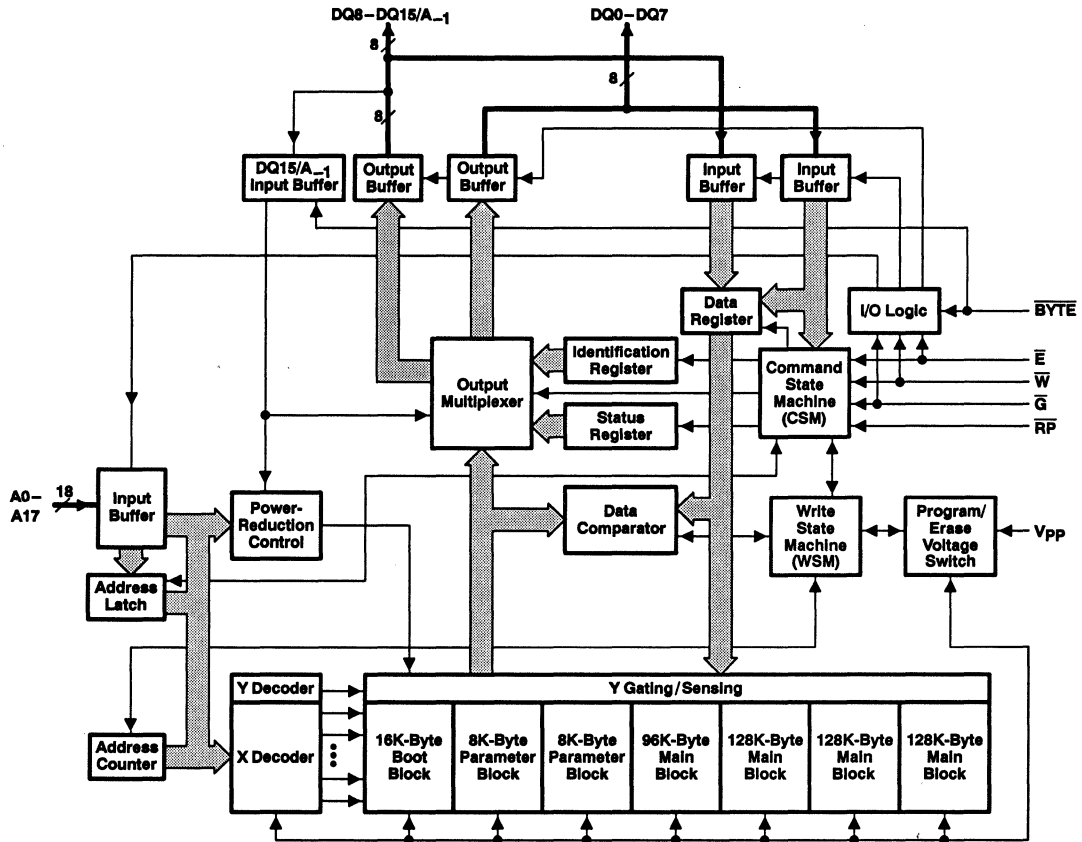 DQ8–DQ15/A–1
DQ0–DQ7
8
8
8
DQ15/A–1
Input Buffer
Output
Buffer
Output
Buffer
Input
Buffer
Input
Buffer
Data
Register
I/O Logic
BYTE
E
W
G
RP
Output
Multiplexer
Identification
Register
Status
Register
Command
State
Machine
(CSM)
A0–
A17
18
Input
Buffer
Power-
Reduction
Control
Data
Comparator
Write
State
Machine
(WSM)
Program/
Erase
Voltage
Switch
VPP
Address
Latch
Address
Counter
Y Decoder
X Decoder
Y Gating/Sensing
16K-Byte
Boot
Block
8K-Byte
Parameter
Block
8K-Byte
Parameter
Block
96K-Byte
Main
Block
128K-Byte
Main
Block
128K-Byte
Main
Block
128K-Byte
Main
Block